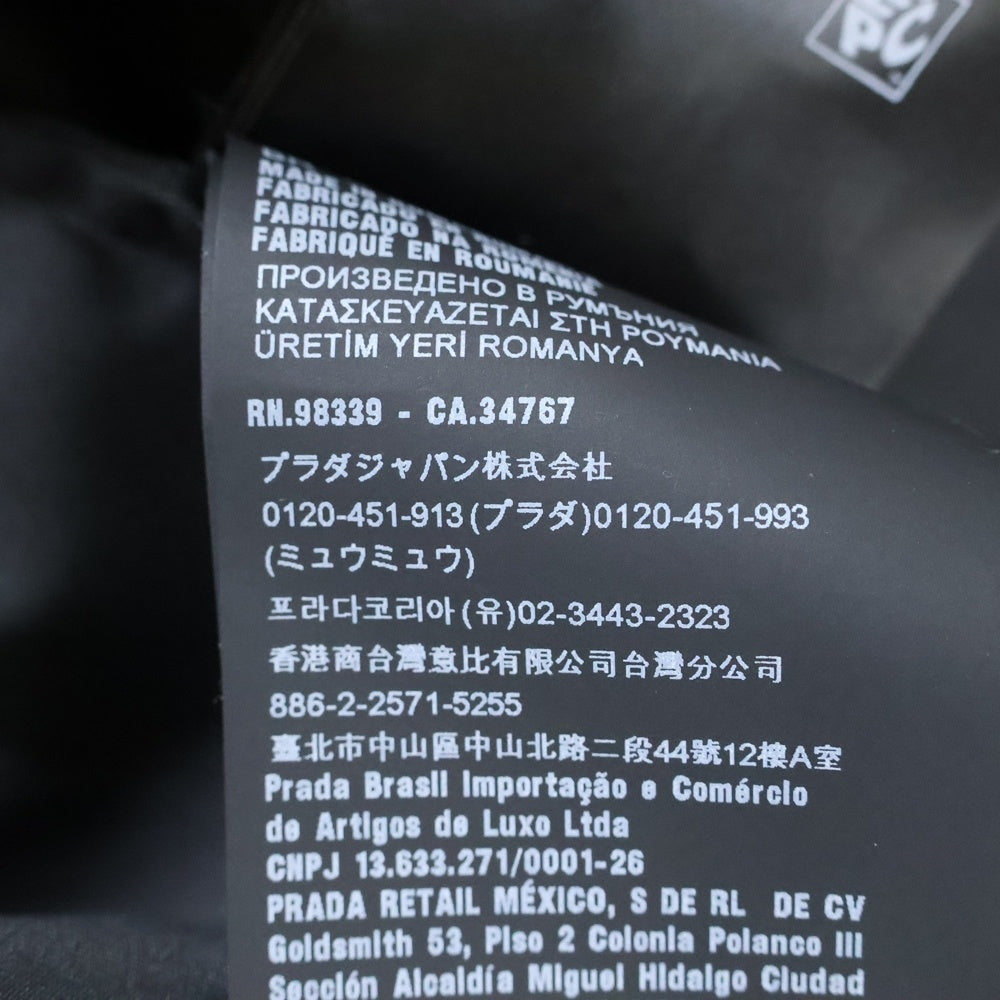 PC
MADE IN
FABRICADO EN
FABRICADO NA ROMÊNIA
FABRIQUÉ EN ROUMANIE
ПРОИЗВЕДЕНО В РУМЪНИЯ
ΚΑΤΑΣΚΕΥΑΖΕΤΑΙ ΣΤΗ ΡΟΥΜΑΝΙΑ
ÜRETİM YERİ ROMANYA
RN.98339 - CA.34767
プラダジャパン株式会社
0120-451-913(プラダ)0120-451-993
(ミュウミュウ)
프라다코리아(유)02-3443-2323
香港商台灣意比有限公司台灣分公司
886-2-2571-5255
臺北市中山區中山北路二段44號12樓A室
Prada Brasil Importação e Comércio
de Artigos de Luxo Ltda
CNPJ 13.633.271/0001-26
PRADA RETAIL MÉXICO, S DE RL DE CV
Goldsmith 53, Piso 2 Colonia Polanco III
Sección Alcaldía Miguel Hidalgo Ciudad